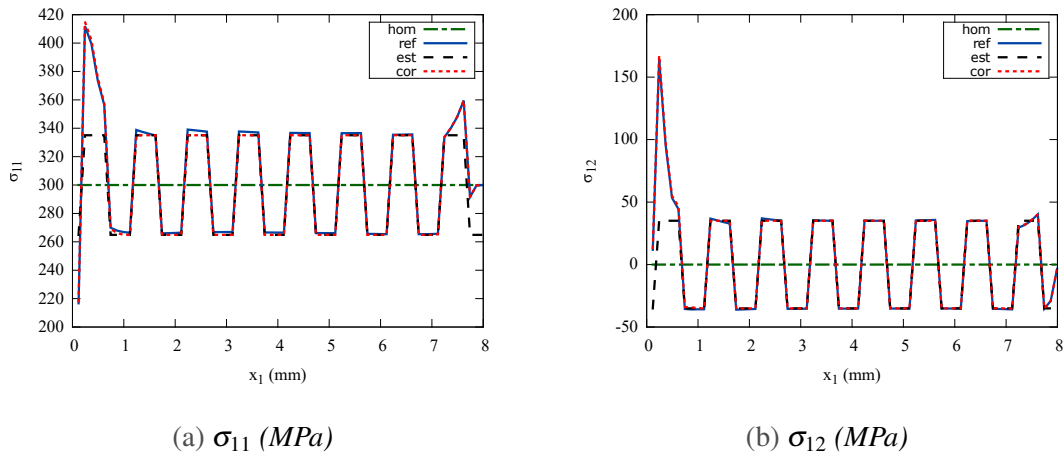 420
400
380
360
340
320
300
280
260
240
220
200
σ11
0 1 2 3 4 5 6 7 8
x1 (mm)
hom
ref
est
cor
(a) σ11 (MPa)
200
150
100
50
0
-50
σ12
0 1 2 3 4 5 6 7 8
x1 (mm)
hom
ref
est
cor
(b) σ12 (MPa)